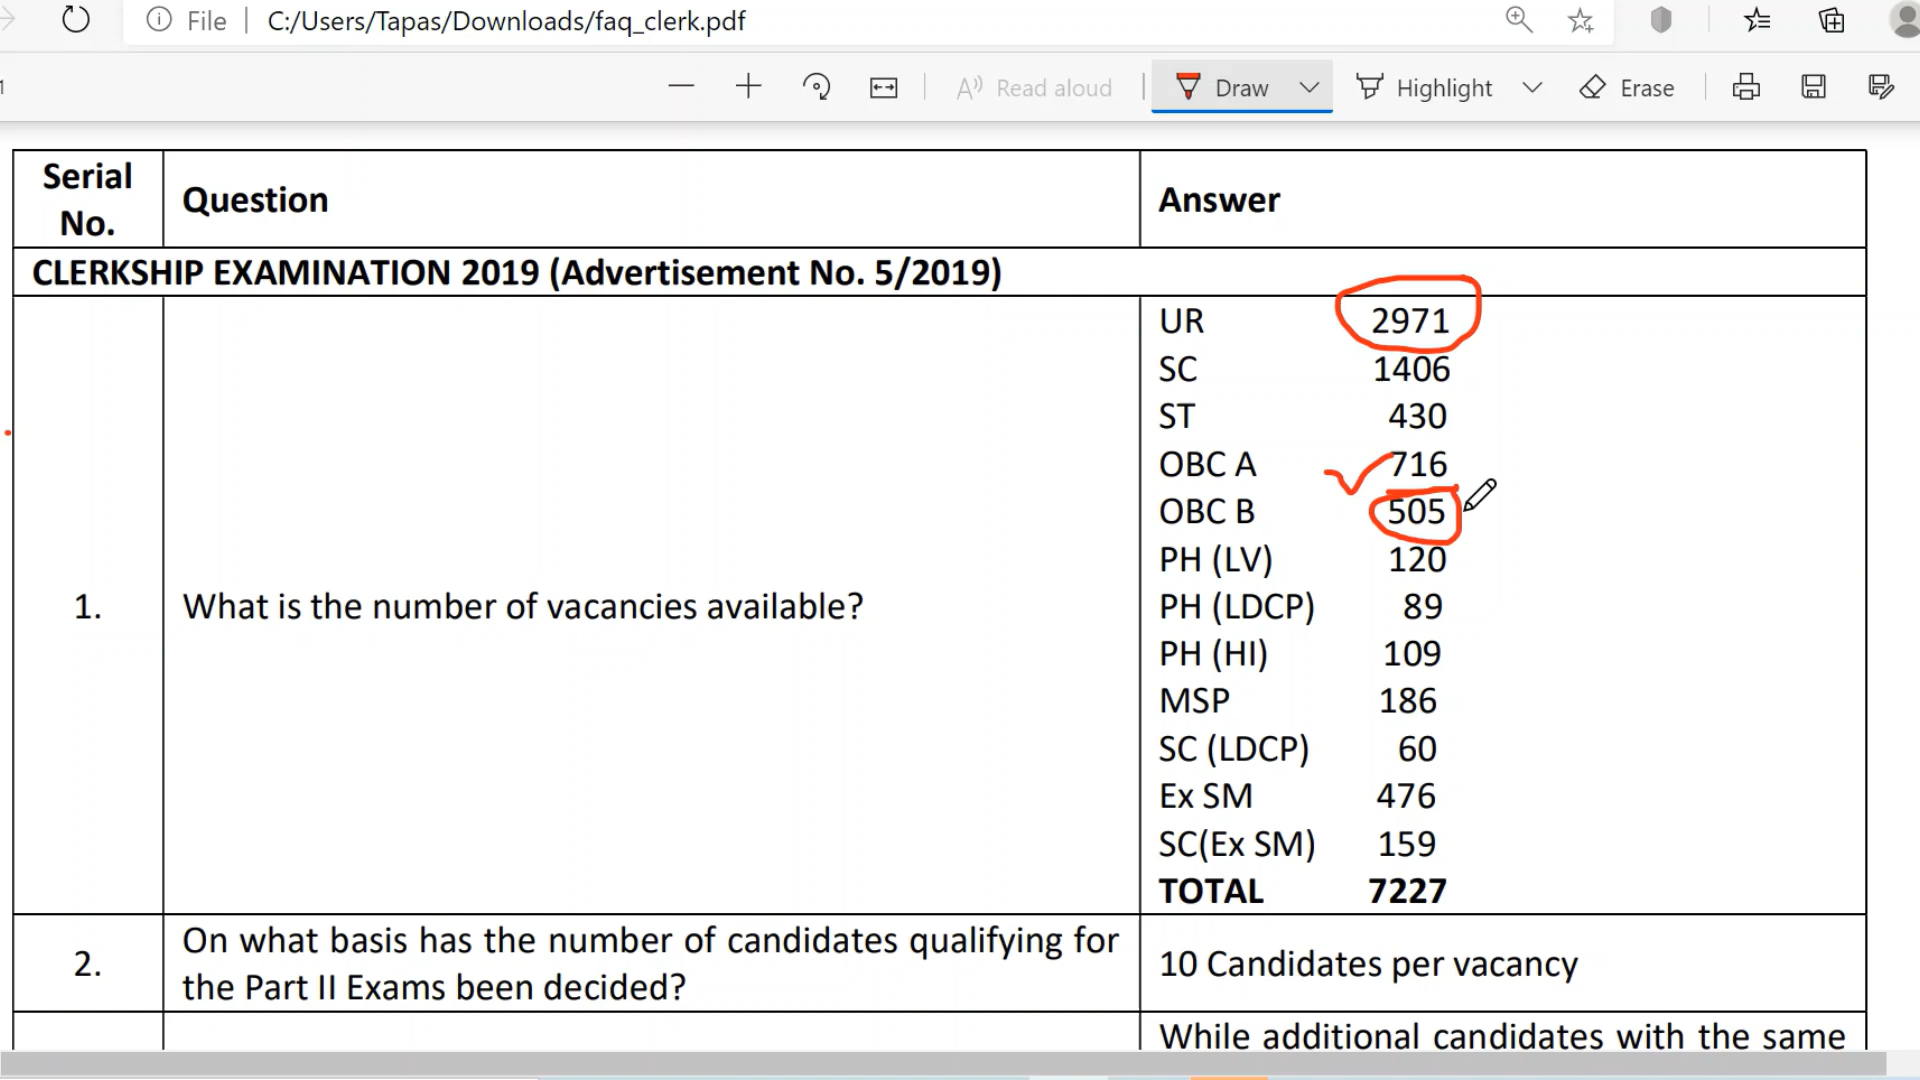 File C:/Users/Tapas/Downloads/faq_clerk.pdf
Read aloud Draw Highlight Erase
Serial No. Question Answer
CLERKSHIP EXAMINATION 2019 (Advertisement No. 5/2019)
1. What is the number of vacancies available?
UR 2971
SC 1406
ST 430
OBC A 716
OBC B 505
PH (LV) 120
PH (LDCP) 89
PH (HI) 109
MSP 186
SC (LDCP) 60
Ex SM 476
SC(Ex SM) 159
TOTAL 7227
2. On what basis has the number of candidates qualifying for
the Part II Exams been decided?
10 Candidates per vacancy
While additional candidates with the same